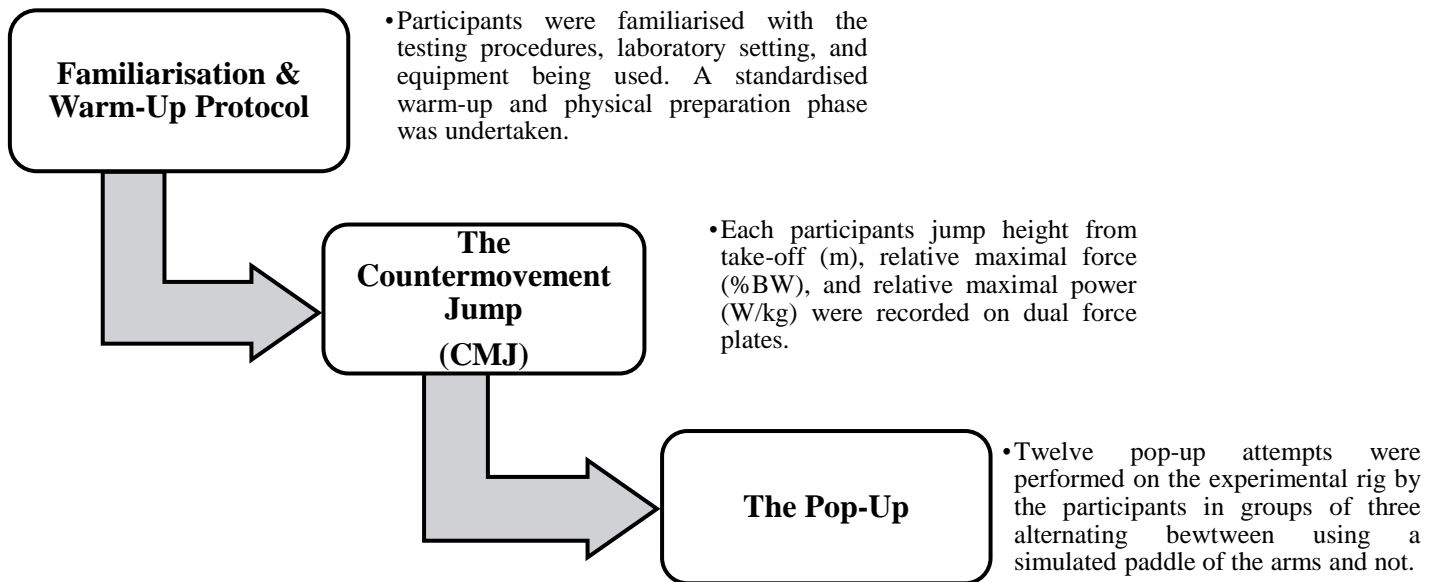 Familiarisation &
Warm-Up Protocol
•Participants were familiarised with the
testing procedures, laboratory setting, and
equipment being used. A standardised
warm-up and physical preparation phase
was undertaken.
The
Countermovement
Jump
(CMJ)
•Each participants jump height from
take-off (m), relative maximal force
(%BW), and relative maximal power
(W/kg) were recorded on dual force
plates.
The Pop-Up
•Twelve pop-up attempts were
performed on the experimental rig by
the participants in groups of three
alternating bewtween using a
simulated paddle of the arms and not.